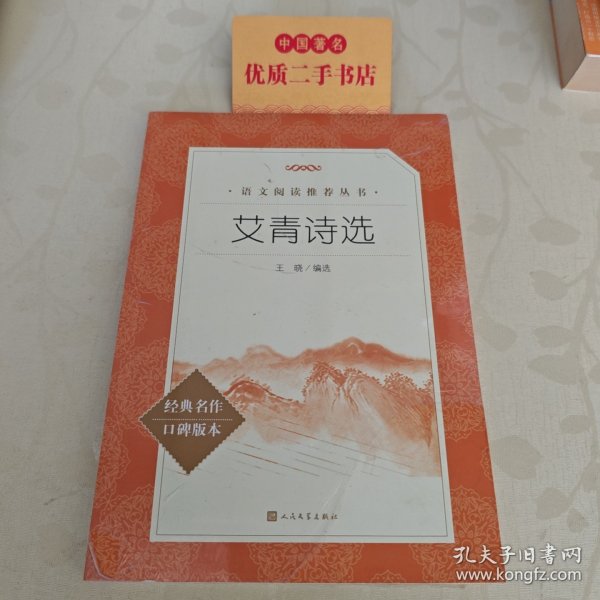 中国著名
优质二手书店
·语文阅读推荐丛书·
艾青诗选
王 晓/编选
经典名作
口碑版本
人民文学出版社
孔夫子旧书网
www.kongfz.com